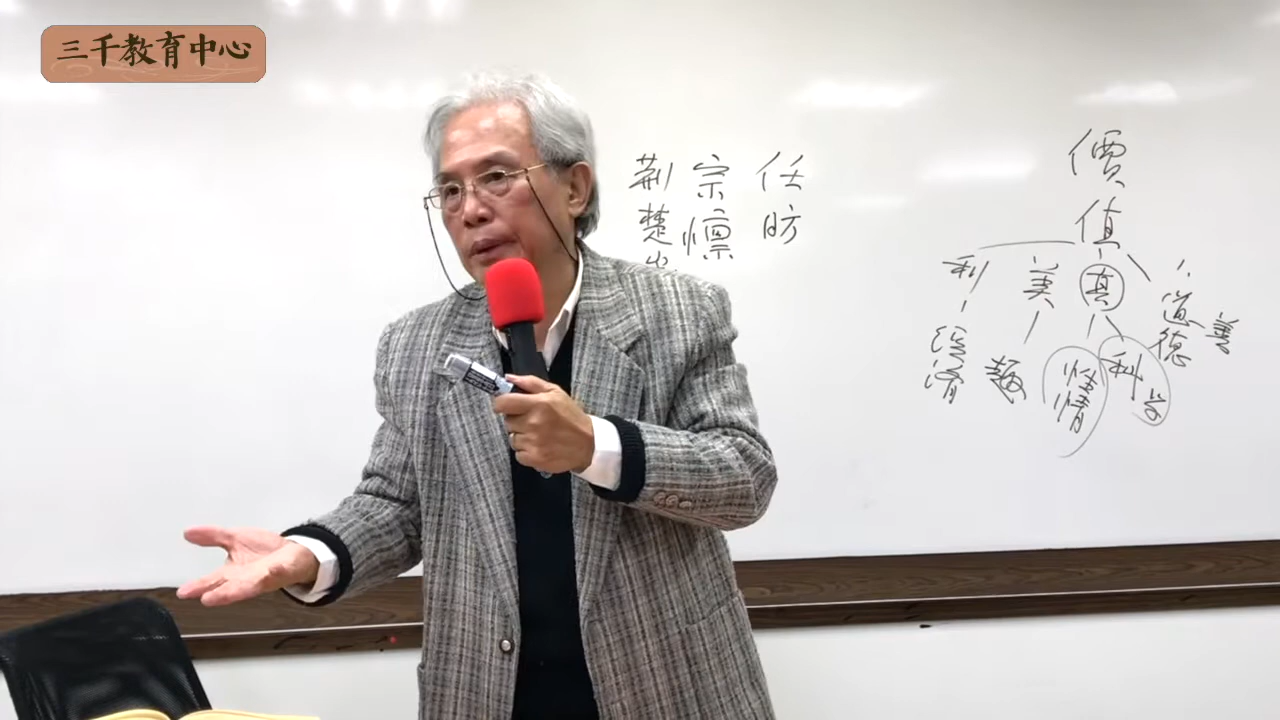 三千教育中心
任昉
宗懍
荊楚
價值
利
美
真
道德
善
經濟
趣
性情
科学